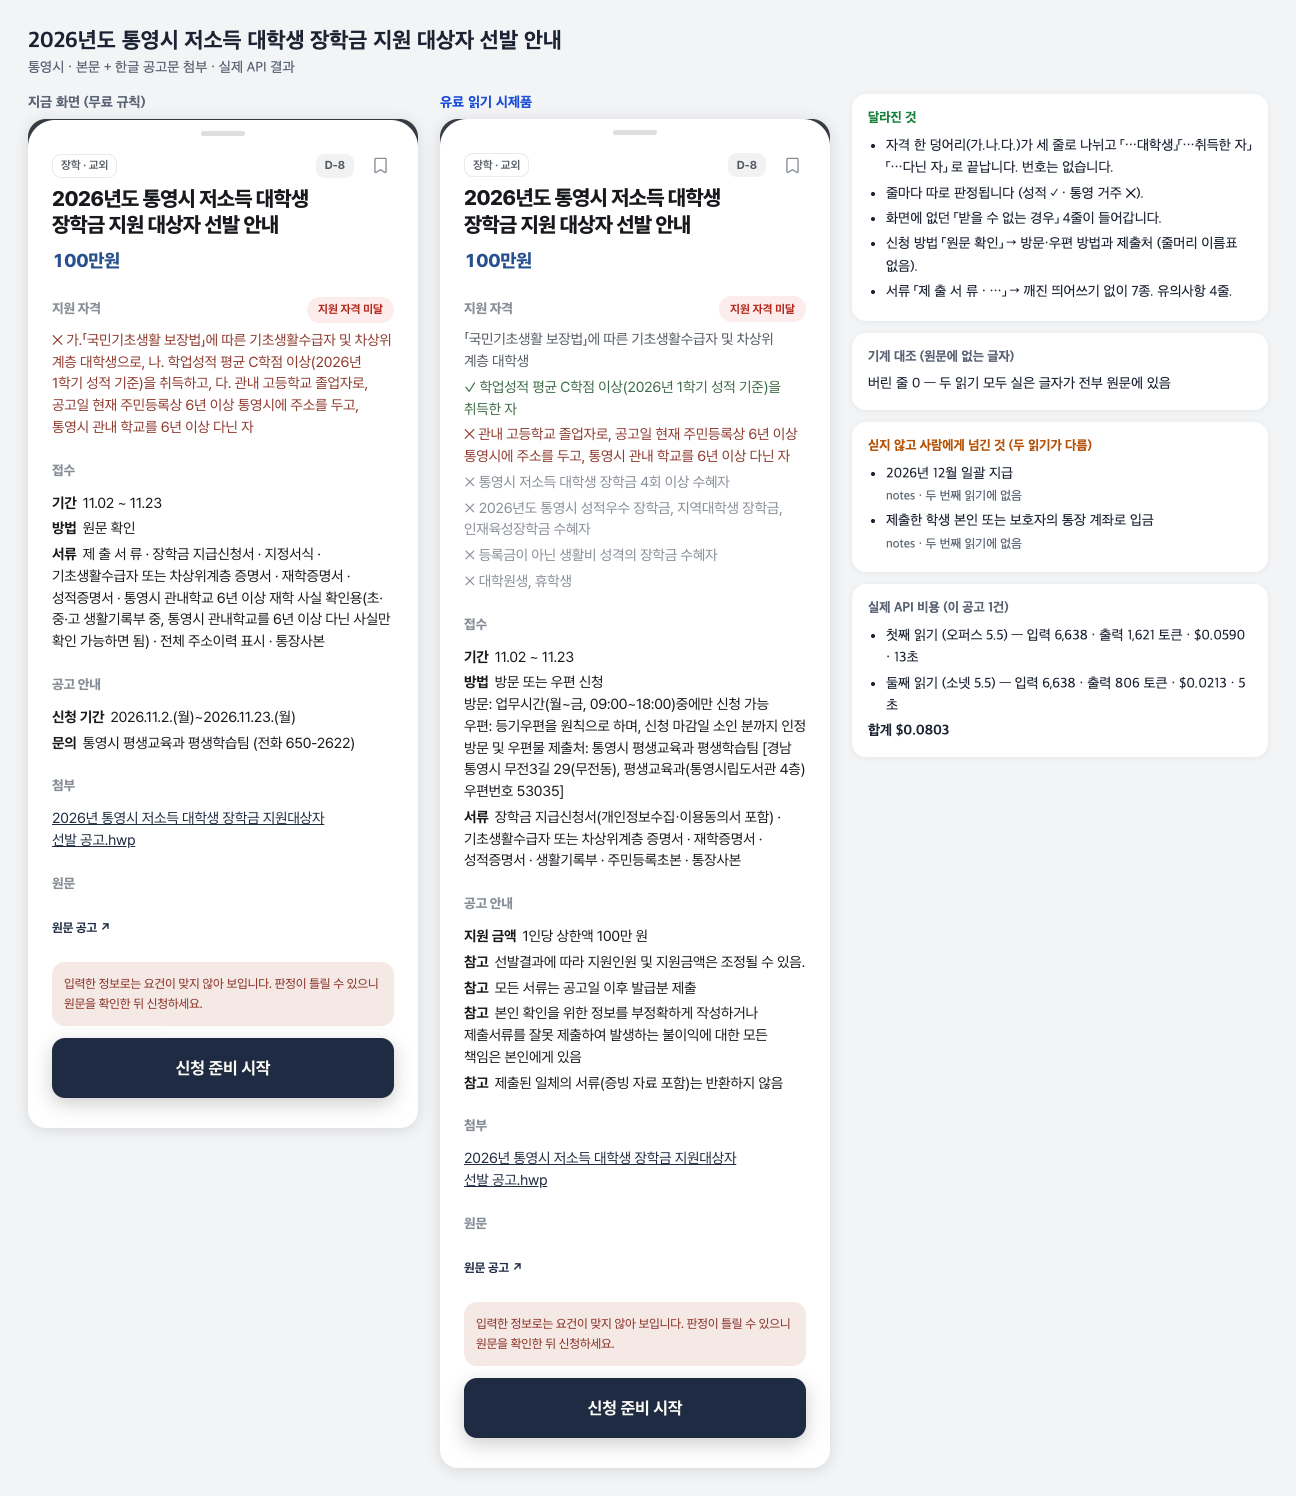 2026년도 통영시 저소득 대학생 장학금 지원 대상자 선발 안내
통영시 · 본문 + 한글 공고문 첨부 · 실제 API 결과
지금 화면 (무료 규칙)
장학 · 교외
D-8
2026년도 통영시 저소득 대학생
장학금 지원 대상자 선발 안내
100만원
지원 자격
지원 자격 미달
✕ 가.「국민기초생활 보장법」에 따른 기초생활수급자 및 차상위
계층 대학생으로, 나. 학업성적 평균 C학점 이상(2026년
1학기 성적 기준)을 취득하고, 다. 관내 고등학교 졸업자로,
공고일 현재 주민등록상 6년 이상 통영시에 주소를 두고,
통영시 관내 학교를 6년 이상 다닌 자
접수
기간 11.02 ~ 11.23
방법 원문 확인
서류 제 출 서 류 · 장학금 지급신청서 · 지정서식 ·
기초생활수급자 또는 차상위계층 증명서 · 재학증명서 ·
성적증명서 · 통영시 관내학교 6년 이상 재학 사실 확인용(초·
중·고 생활기록부 중, 통영시 관내학교를 6년 이상 다닌 사실만
확인 가능하면 됨) · 전체 주소이력 표시 · 통장사본
공고 안내
신청 기간 2026.11.2.(월)~2026.11.23.(월)
문의 통영시 평생교육과 평생학습팀 (전화 650-2622)
첨부
2026년 통영시 저소득 대학생 장학금 지원대상자
선발 공고.hwp
원문
원문 공고 ↗
입력한 정보로는 요건이 맞지 않아 보입니다. 판정이 틀릴 수 있으니
원문을 확인한 뒤 신청하세요.
신청 준비 시작
유료 읽기 시제품
장학 · 교외
D-8
2026년도 통영시 저소득 대학생
장학금 지원 대상자 선발 안내
100만원
지원 자격
지원 자격 미달
「국민기초생활 보장법」에 따른 기초생활수급자 및 차상위
계층 대학생
✓ 학업성적 평균 C학점 이상(2026년 1학기 성적 기준)을
취득한 자
✕ 관내 고등학교 졸업자로, 공고일 현재 주민등록상 6년 이상
통영시에 주소를 두고, 통영시 관내 학교를 6년 이상 다닌 자
✕ 통영시 저소득 대학생 장학금 4회 이상 수혜자
✕ 2026년도 통영시 성적우수 장학금, 지역대학생 장학금,
인재육성장학금 수혜자
✕ 등록금이 아닌 생활비 성격의 장학금 수혜자
✕ 대학원생, 휴학생
접수
기간 11.02 ~ 11.23
방법 방문 또는 우편 신청
방문: 업무시간(월~금, 09:00~18:00)중에만 신청 가능
우편: 등기우편을 원칙으로 하며, 신청 마감일 소인 분까지 인정
방문 및 우편물 제출처: 통영시 평생교육과 평생학습팀 [경남
통영시 무전3길 29(무전동), 평생교육과(통영시립도서관 4층)
우편번호 53035]
서류 장학금 지급신청서(개인정보수집·이용동의서 포함) ·
기초생활수급자 또는 차상위계층 증명서 · 재학증명서 ·
성적증명서 · 생활기록부 · 주민등록초본 · 통장사본
공고 안내
지원 금액 1인당 상한액 100만 원
참고 선발결과에 따라 지원인원 및 지원금액은 조정될 수 있음.
참고 모든 서류는 공고일 이후 발급분 제출
참고 본인 확인을 위한 정보를 부정확하게 작성하거나
제출서류를 잘못 제출하여 발생하는 불이익에 대한 모든
책임은 본인에게 있음
참고 제출된 일체의 서류(증빙 자료 포함)는 반환하지 않음
첨부
2026년 통영시 저소득 대학생 장학금 지원대상자
선발 공고.hwp
원문
원문 공고 ↗
입력한 정보로는 요건이 맞지 않아 보입니다. 판정이 틀릴 수 있으니
원문을 확인한 뒤 신청하세요.
신청 준비 시작
달라진 것
• 자격 한 덩어리(가.나.다.)가 세 줄로 나뉘고 「…대학생」「…취득한 자」
「…다닌 자」로 끝납니다. 번호는 없습니다.
• 줄마다 따로 판정됩니다 (성적 ✓ · 통영 거주 ✕).
• 화면에 없던 「받을 수 없는 경우」 4줄이 들어갑니다.
• 신청 방법 「원문 확인」 → 방문·우편 방법과 제출처 (줄머리 이름표
없음).
• 서류 「제 출 서 류 · …」 → 깨진 띄어쓰기 없이 7종. 유의사항 4줄.
기계 대조 (원문에 없는 글자)
버린 줄 0 — 두 읽기 모두 실은 글자가 전부 원문에 있음
싣지 않고 사람에게 넘긴 것 (두 읽기가 다름)
• 2026년 12월 일괄 지급
notes · 두 번째 읽기에 없음
• 제출한 학생 본인 또는 보호자의 통장 계좌로 입금
notes · 두 번째 읽기에 없음
실제 API 비용 (이 공고 1건)
• 첫째 읽기 (오퍼스 5.5) — 입력 6,638 · 출력 1,621 토큰 · $0.0590
· 13초
• 둘째 읽기 (소넷 5.5) — 입력 6,638 · 출력 806 토큰 · $0.0213 · 5
초
합계 $0.0803